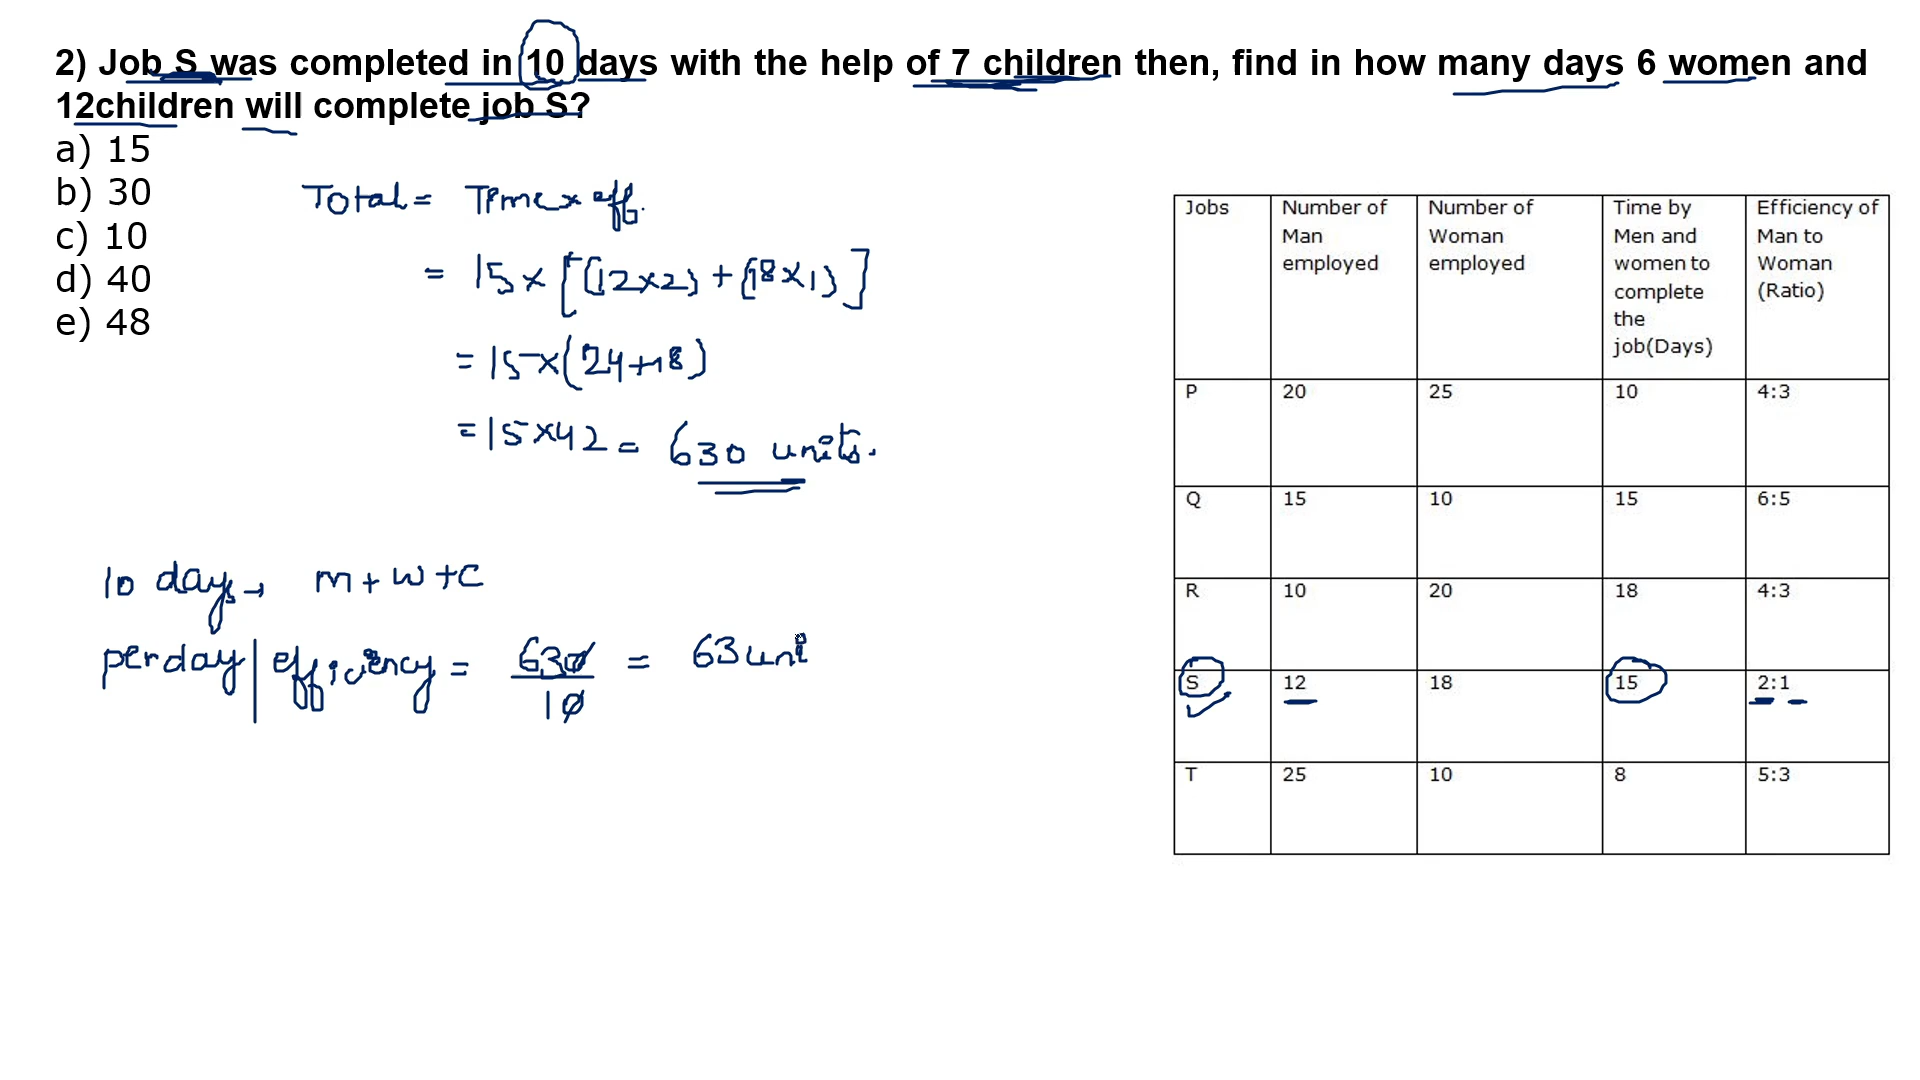 2) Job S was completed in 10 days with the help of 7 children then, find in how many days 6 women and
12children will complete job S?
a) 15
b) 30
c) 10
d) 40
e) 48
Total = Time x eff.
= 15 x [(12x2) + (18x1)]
= 15 x (24+18)
= 15 x 42 = 630 units.
10 days → m + w + c
per day | efficiency = 630/10 = 63 uni
Jobs Number of Man employed Number of Woman employed Time by Men and women to complete the job(Days) Efficiency of Man to Woman (Ratio)
P 20 25 10 4:3
Q 15 10 15 6:5
R 10 20 18 4:3
S 12 18 15 2:1
T 25 10 8 5:3